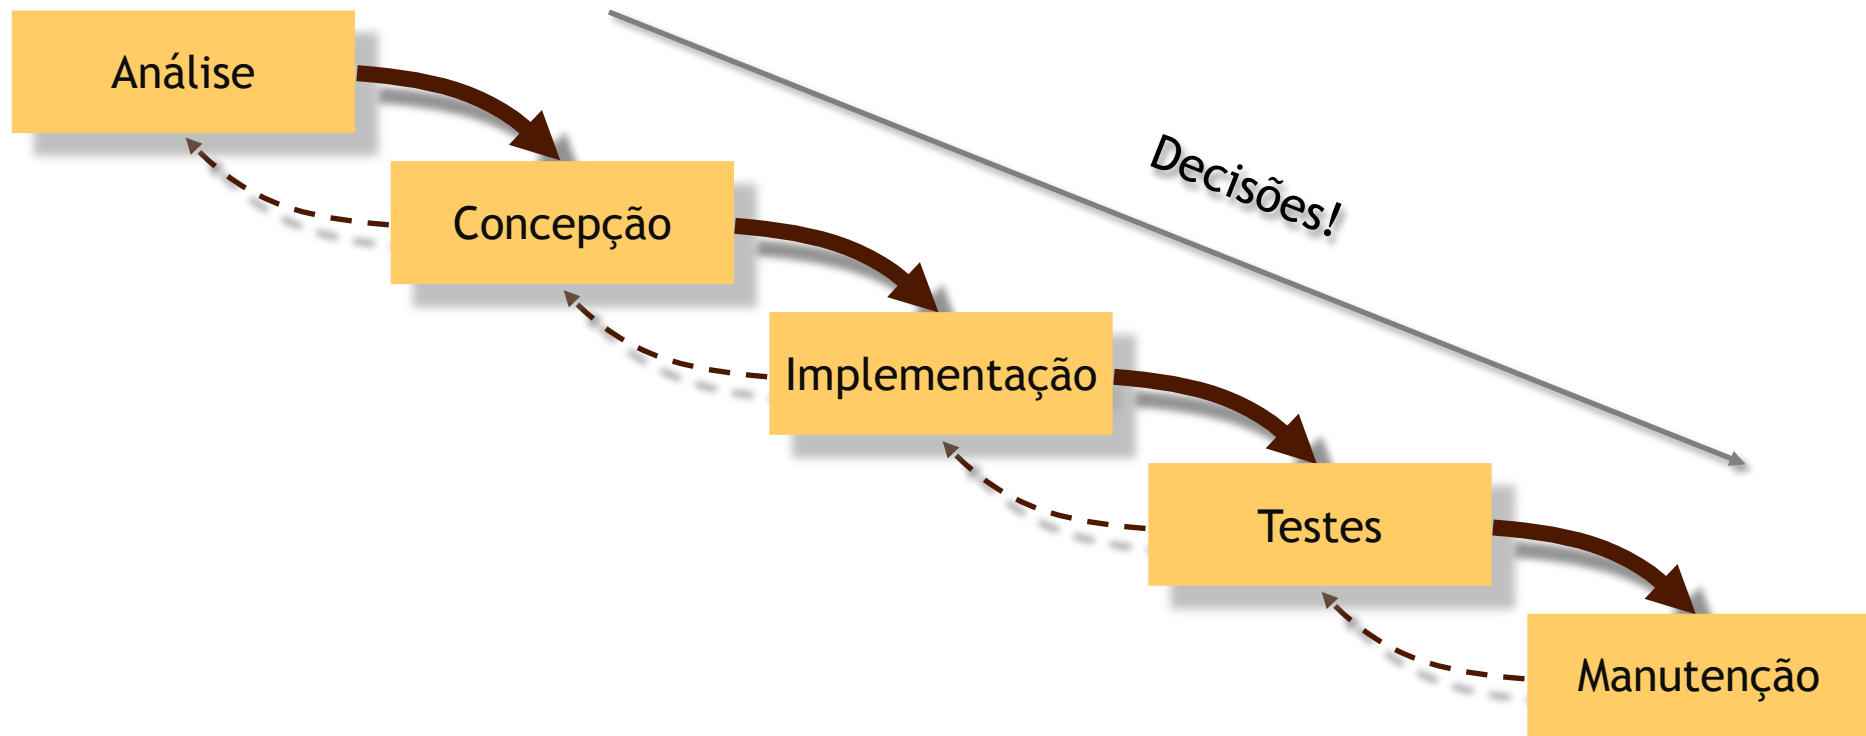 Análise
Decisões!
Concepção
Implementação
Testes
Manutenção